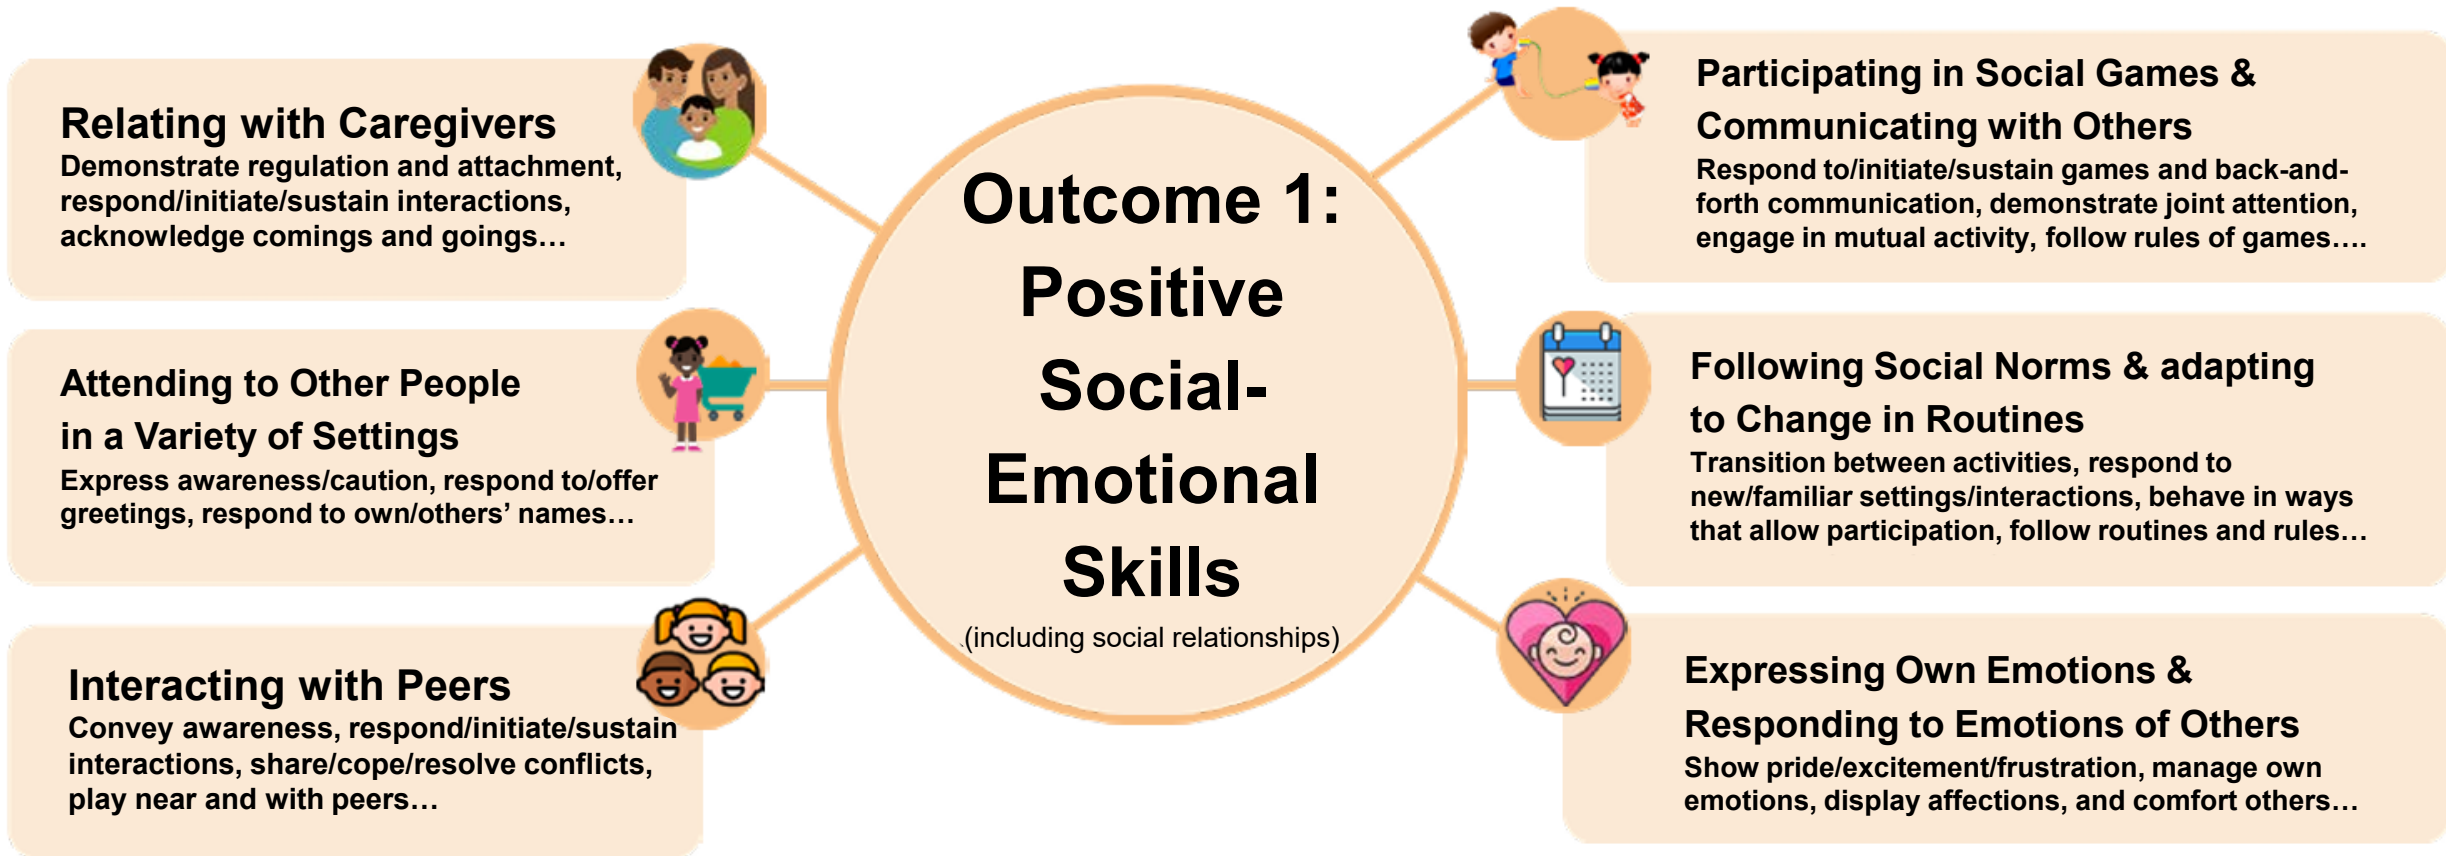 Relating with Caregivers
Demonstrate regulation and attachment,
respond/initiate/sustain interactions,
acknowledge comings and goings…
Attending to Other People
in a Variety of Settings
Express awareness/caution, respond to/offer
greetings, respond to own/others’ names…
Interacting with Peers
Convey awareness, respond/initiate/sustain
interactions, share/cope/resolve conflicts,
play near and with peers…
Outcome 1:
Positive
Social-
Emotional
Skills
(including social relationships)
Participating in Social Games &
Communicating with Others
Respond to/initiate/sustain games and back-and-
forth communication, demonstrate joint attention,
engage in mutual activity, follow rules of games….
Following Social Norms & adapting
to Change in Routines
Transition between activities, respond to
new/familiar settings/interactions, behave in ways
that allow participation, follow routines and rules…
Expressing Own Emotions &
Responding to Emotions of Others
Show pride/excitement/frustration, manage own
emotions, display affections, and comfort others…